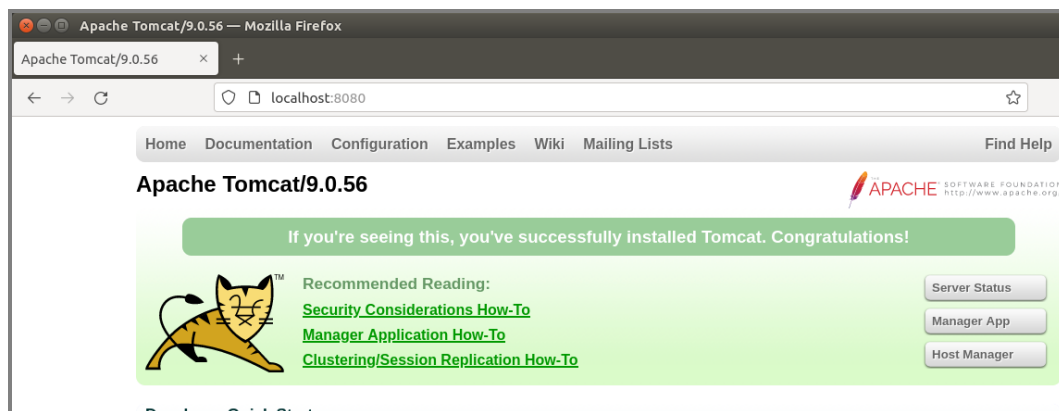 Apache Tomcat/9.0.56 — Mozilla Firefox
Apache Tomcat/9.0.56 × +
localhost:8080
Home Documentation Configuration Examples Wiki Mailing Lists Find Help
Apache Tomcat/9.0.56
THE
APACHE SOFTWARE FOUNDATION
http://www.apache.org/
If you're seeing this, you've successfully installed Tomcat. Congratulations!
TM
Recommended Reading:
Security Considerations How-To
Manager Application How-To
Clustering/Session Replication How-To
Server Status
Manager App
Host Manager